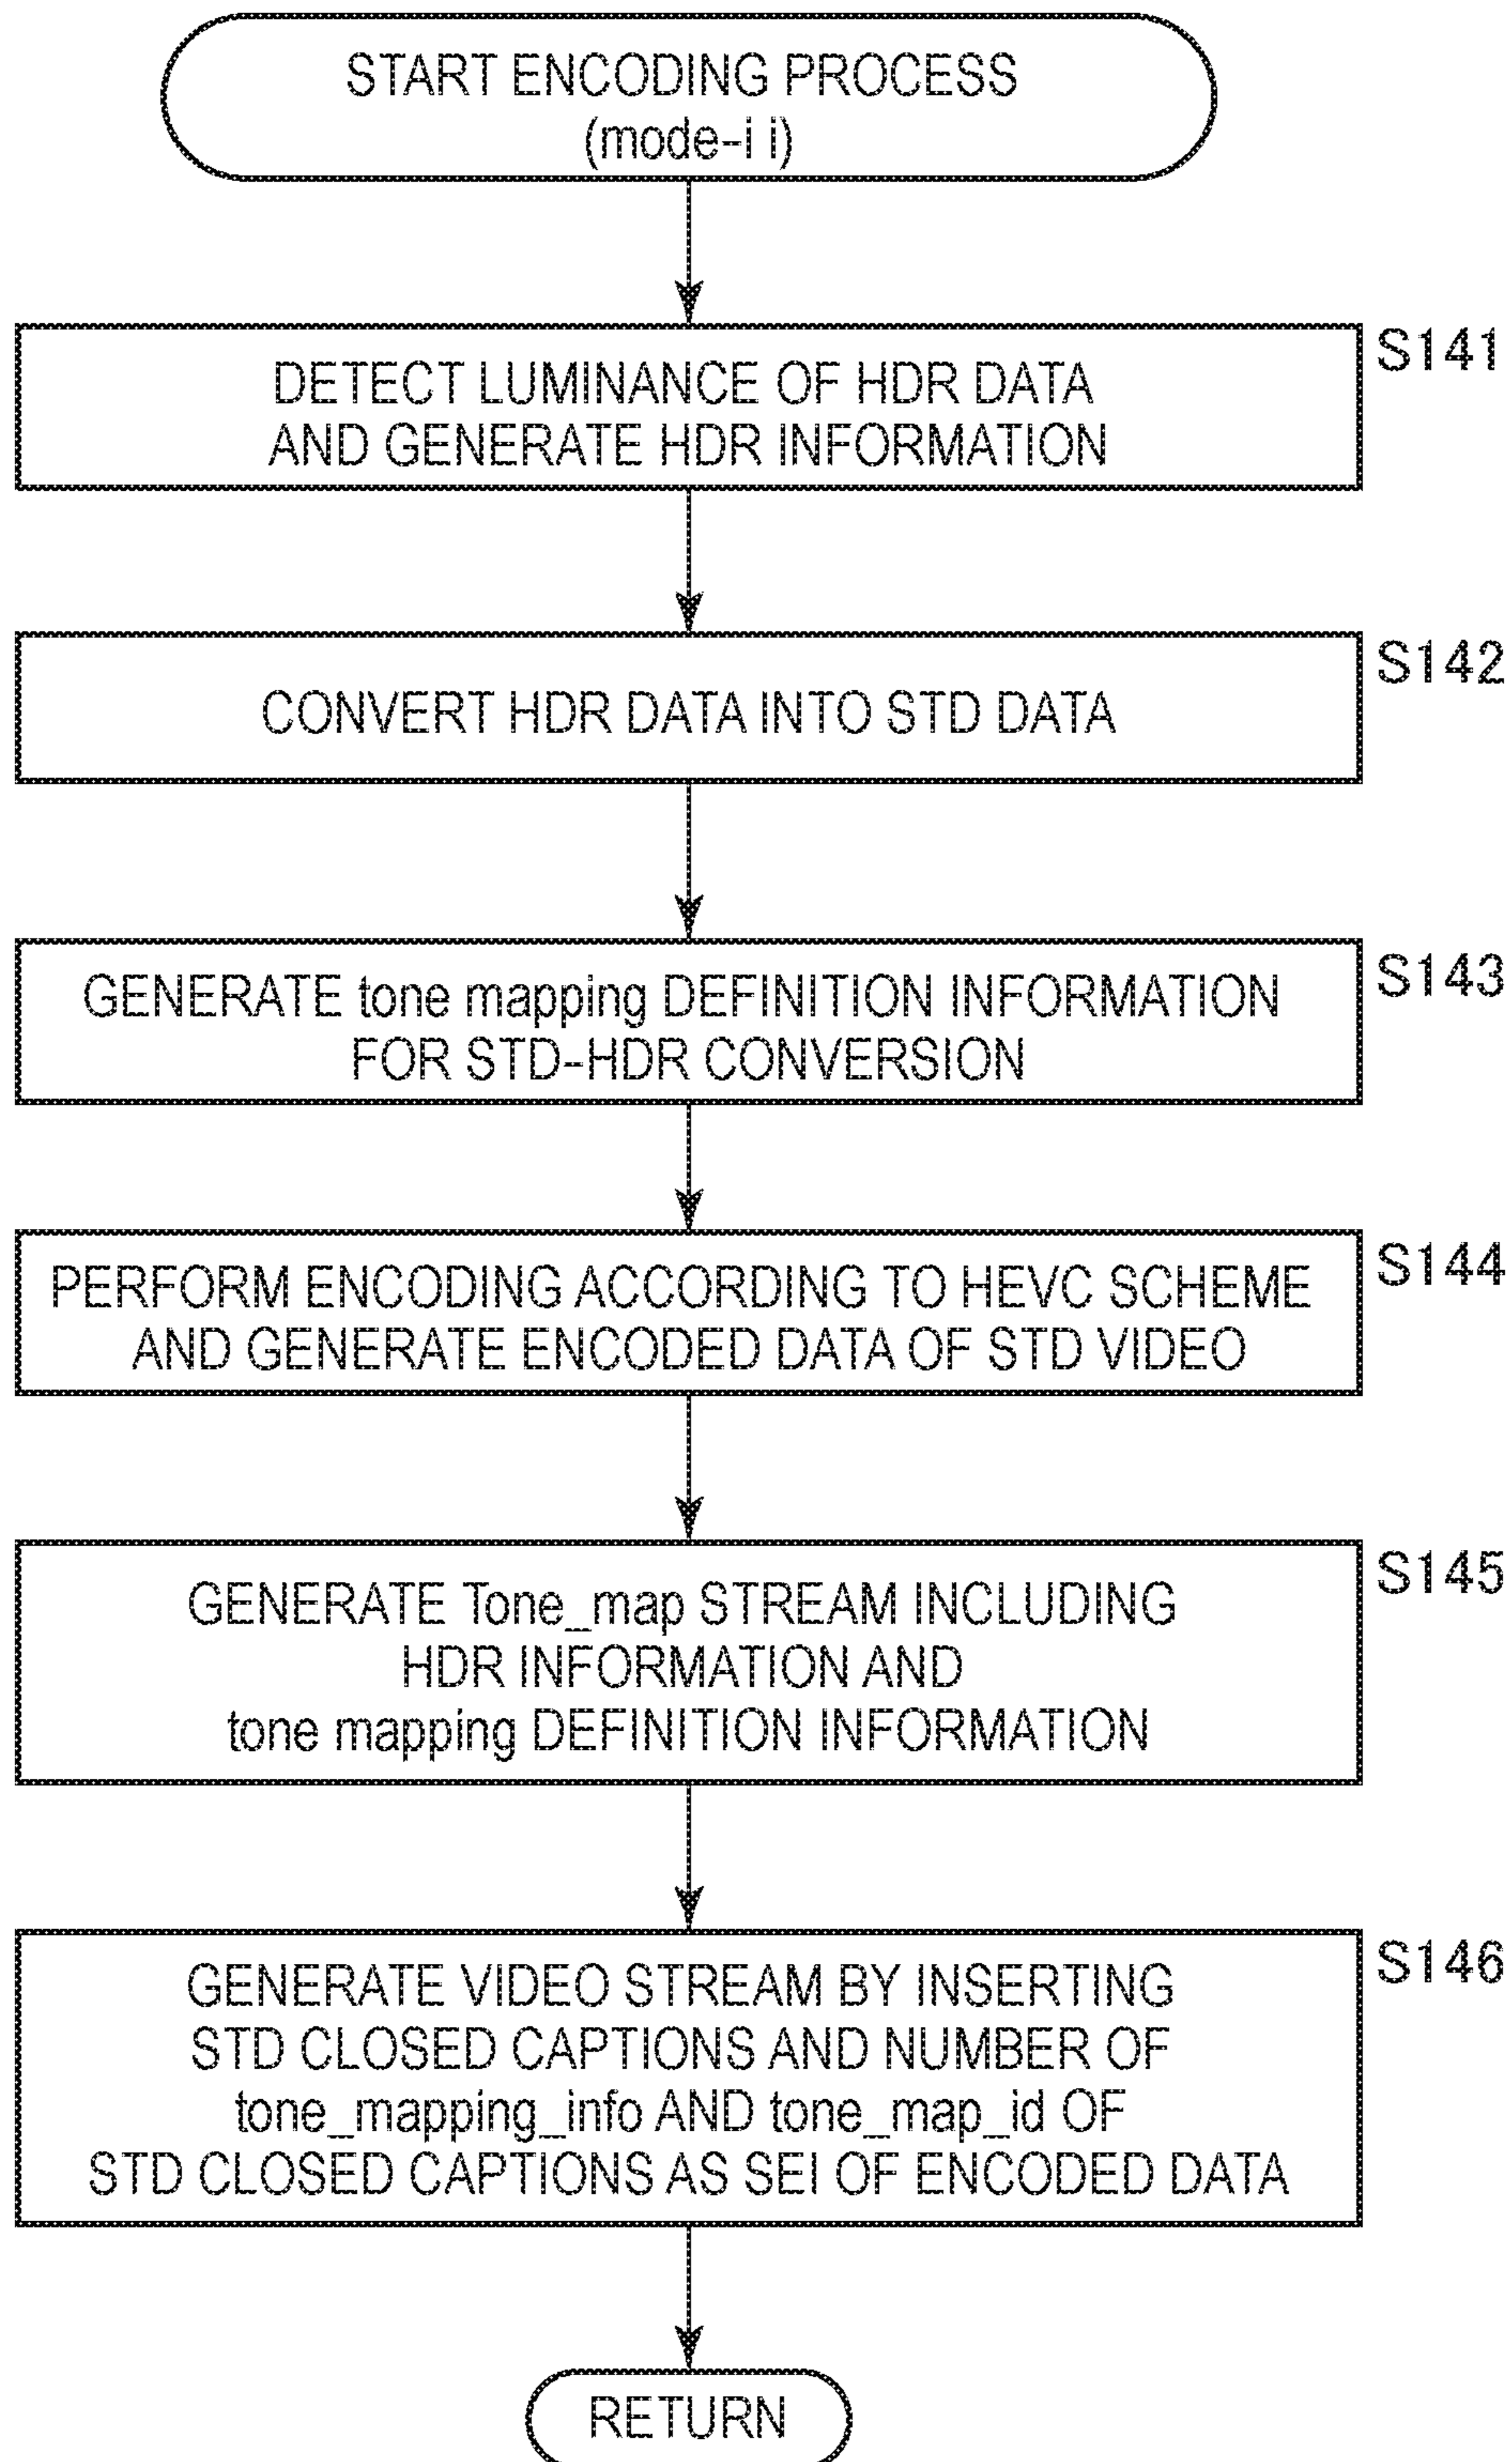 START ENCODING PROCESS
(mode-i i)
DETECT LUMINANCE OF HDR DATA
AND GENERATE HDR INFORMATION
S141
CONVERT HDR DATA INTO STD DATA
S142
GENERATE tone mapping DEFINITION INFORMATION
FOR STD-HDR CONVERSION
S143
PERFORM ENCODING ACCORDING TO HEVC SCHEME
AND GENERATE ENCODED DATA OF STD VIDEO
S144
GENERATE Tone_map STREAM INCLUDING
HDR INFORMATION AND
tone mapping DEFINITION INFORMATION
S145
GENERATE VIDEO STREAM BY INSERTING
STD CLOSED CAPTIONS AND NUMBER OF
tone_mapping_info AND tone_map_id OF
STD CLOSED CAPTIONS AS SEI OF ENCODED DATA
S146
RETURN